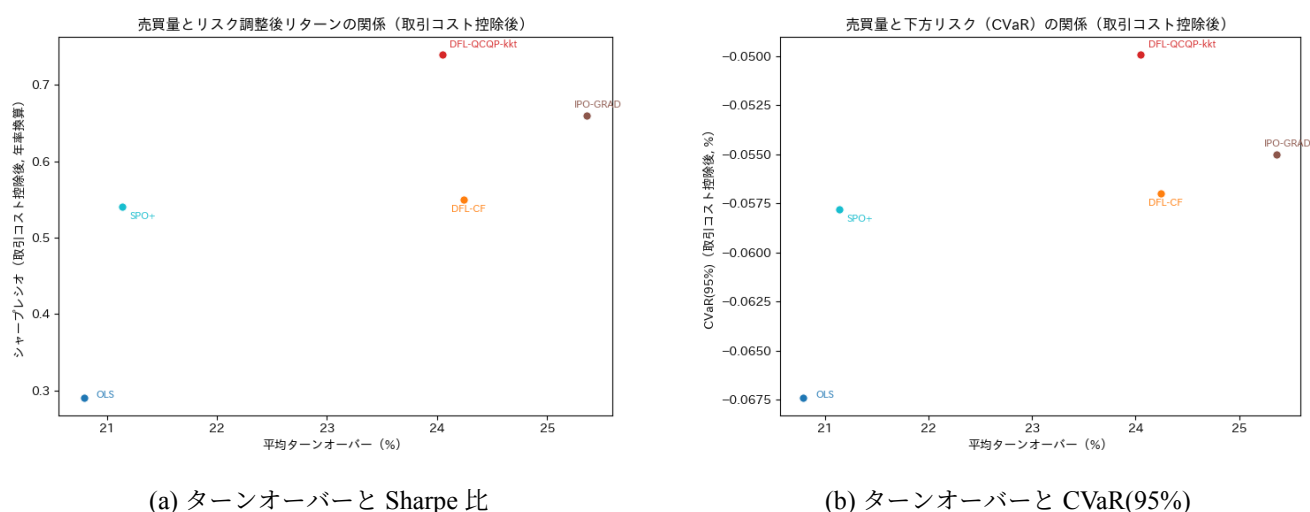 売買量とリスク調整後リターンの関係（取引コスト控除後）
シャープレシオ（取引コスト控除後, 年率換算）
0.7
0.6
0.5
0.4
0.3
DFL-QCQP-kkt
IPO-GRAD
SPO+
DFL-CF
OLS
21
22
23
24
25
平均ターンオーバー（%）
(a) ターンオーバーと Sharpe 比
売買量と下方リスク（CVaR）の関係（取引コスト控除後）
CVaR(95%)（取引コスト控除後, %）
−0.0500
−0.0525
−0.0550
−0.0575
−0.0600
−0.0625
−0.0650
−0.0675
DFL-QCQP-kkt
IPO-GRAD
DFL-CF
SPO+
OLS
21
22
23
24
25
平均ターンオーバー（%）
(b) ターンオーバーと CVaR(95%)